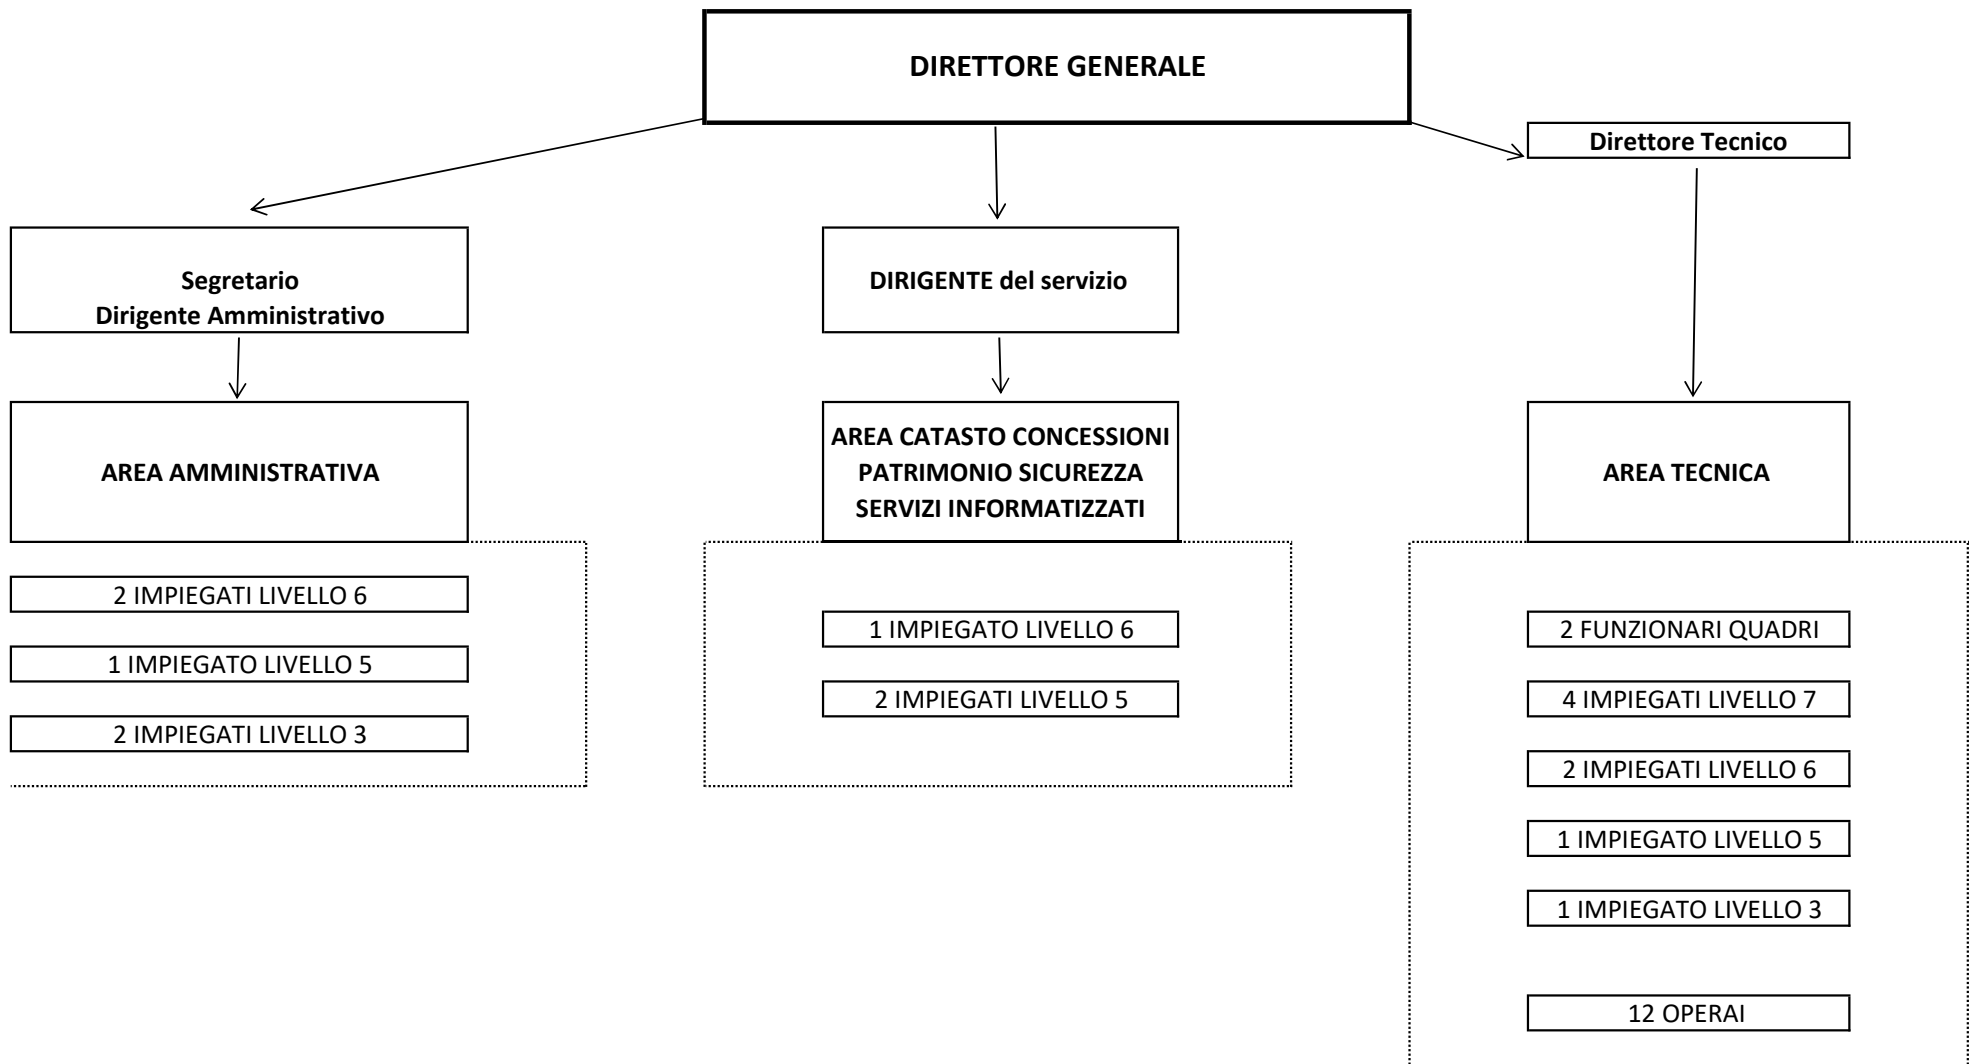 DIRETTORE GENERALE
Direttore Tecnico
Segretario
Dirigente Amministrativo
DIRIGENTE del servizio
AREA AMMINISTRATIVA
AREA CATASTO CONCESSIONI
PATRIMONIO SICUREZZA
SERVIZI INFORMATIZZATI
AREA TECNICA
2 IMPIEGATI LIVELLO 6
1 IMPIEGATO LIVELLO 5
2 IMPIEGATI LIVELLO 3
1 IMPIEGATO LIVELLO 6
2 IMPIEGATI LIVELLO 5
2 FUNZIONARI QUADRI
4 IMPIEGATI LIVELLO 7
2 IMPIEGATI LIVELLO 6
1 IMPIEGATO LIVELLO 5
1 IMPIEGATO LIVELLO 3
12 OPERAI